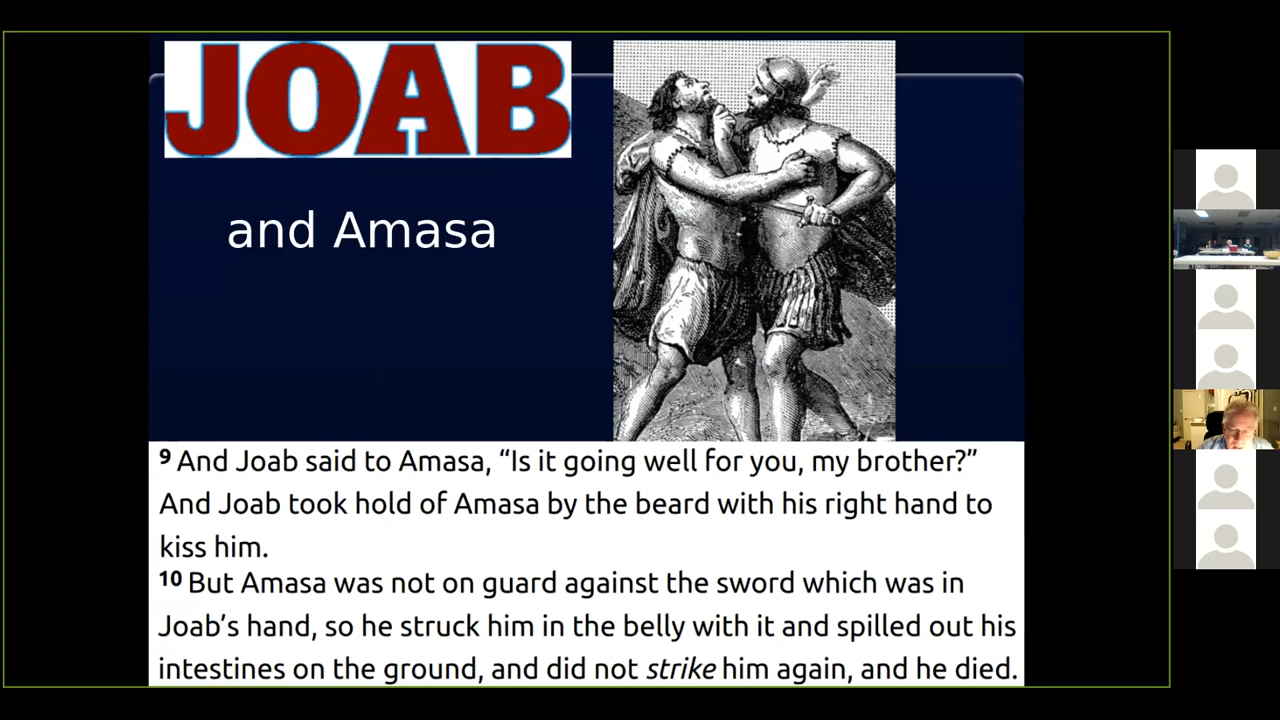 JOAB
and Amasa
9 And Joab said to Amasa, “Is it going well for you, my brother?”
And Joab took hold of Amasa by the beard with his right hand to
kiss him.
10 But Amasa was not on guard against the sword which was in
Joab’s hand, so he struck him in the belly with it and spilled out his
intestines on the ground, and did not strike him again, and he died.